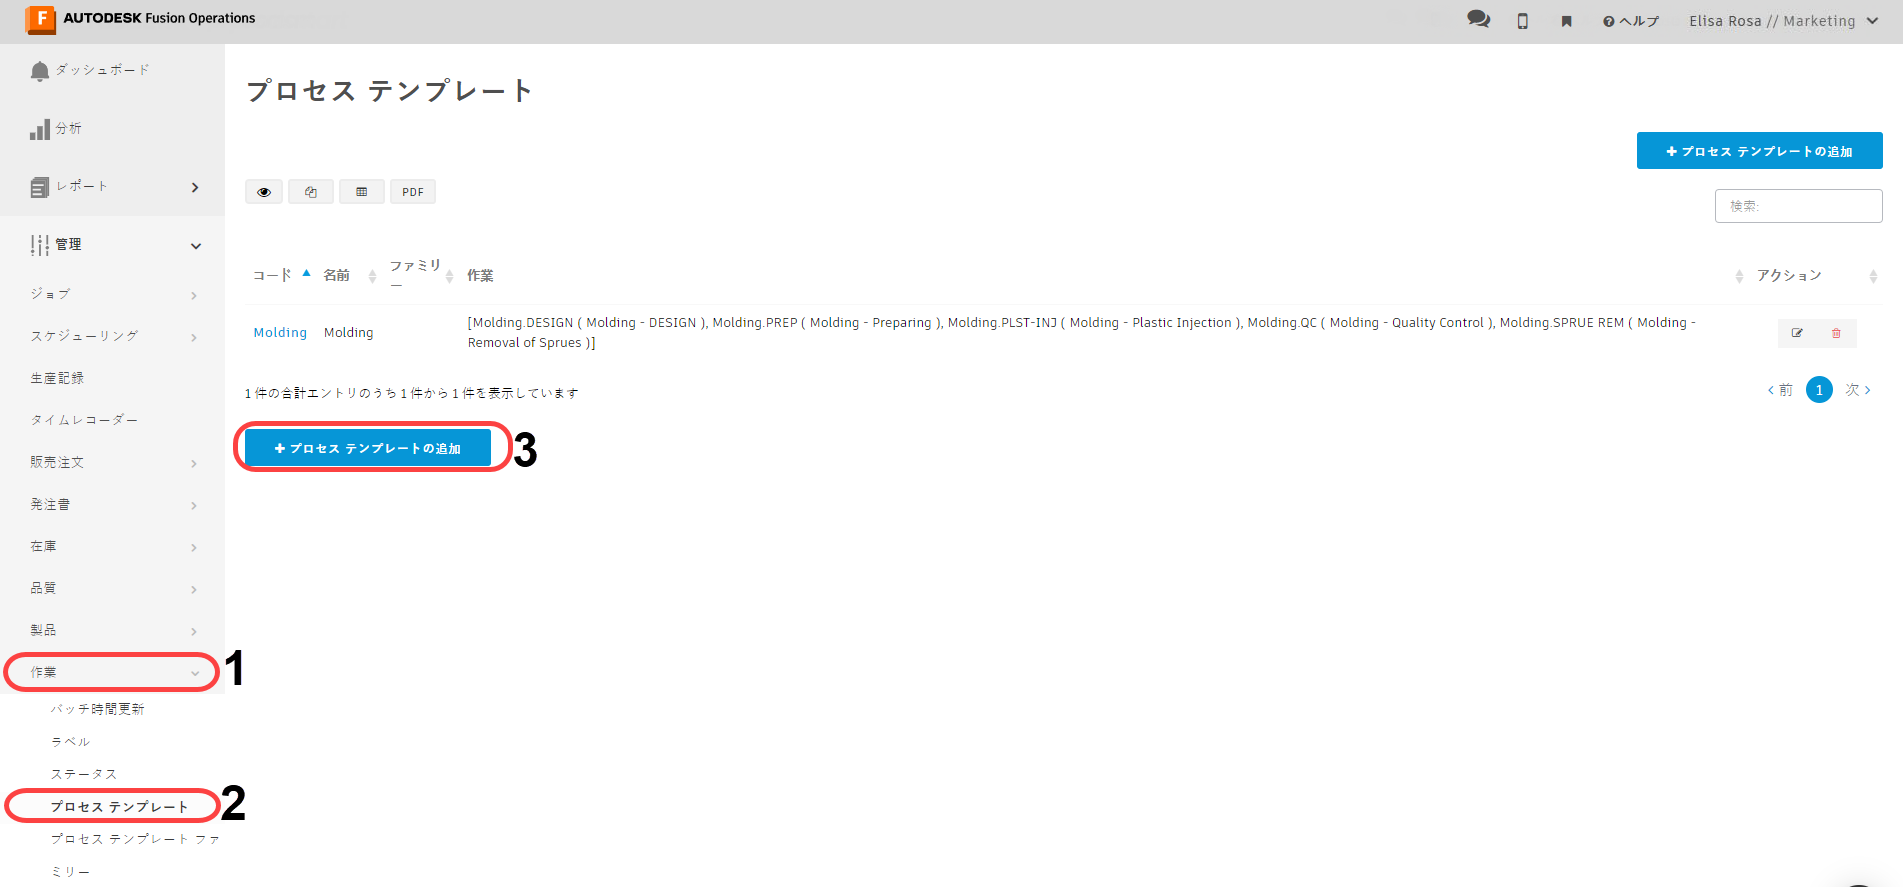 F AUTODESK Fusion Operations
ヘルプ
Elisa Rosa // Marketing
ダッシュボード
分析
レポート
管理
ジョブ
スケジューリング
生産記録
タイムレコーダー
販売注文
発注書
在庫
品質
製品
作業
1
バッチ時間更新
ラベル
ステータス
プロセス テンプレート
2
プロセス テンプレート ファ
ミリー
プロセス テンプレート
+ プロセス テンプレートの追加
PDF
検索:
コード 名前 ファミリ
ー
作業
アクション
Molding Molding [Molding.DESIGN ( Molding - DESIGN ), Molding.PREP ( Molding - Preparing ), Molding.PLST-INJ ( Molding - Plastic Injection ), Molding.QC ( Molding - Quality Control ), Molding.SPRUE REM ( Molding -
Removal of Sprues )]
1 件の合計エントリのうち 1 件から 1 件を表示しています
前 1 次
+ プロセス テンプレートの追加
3